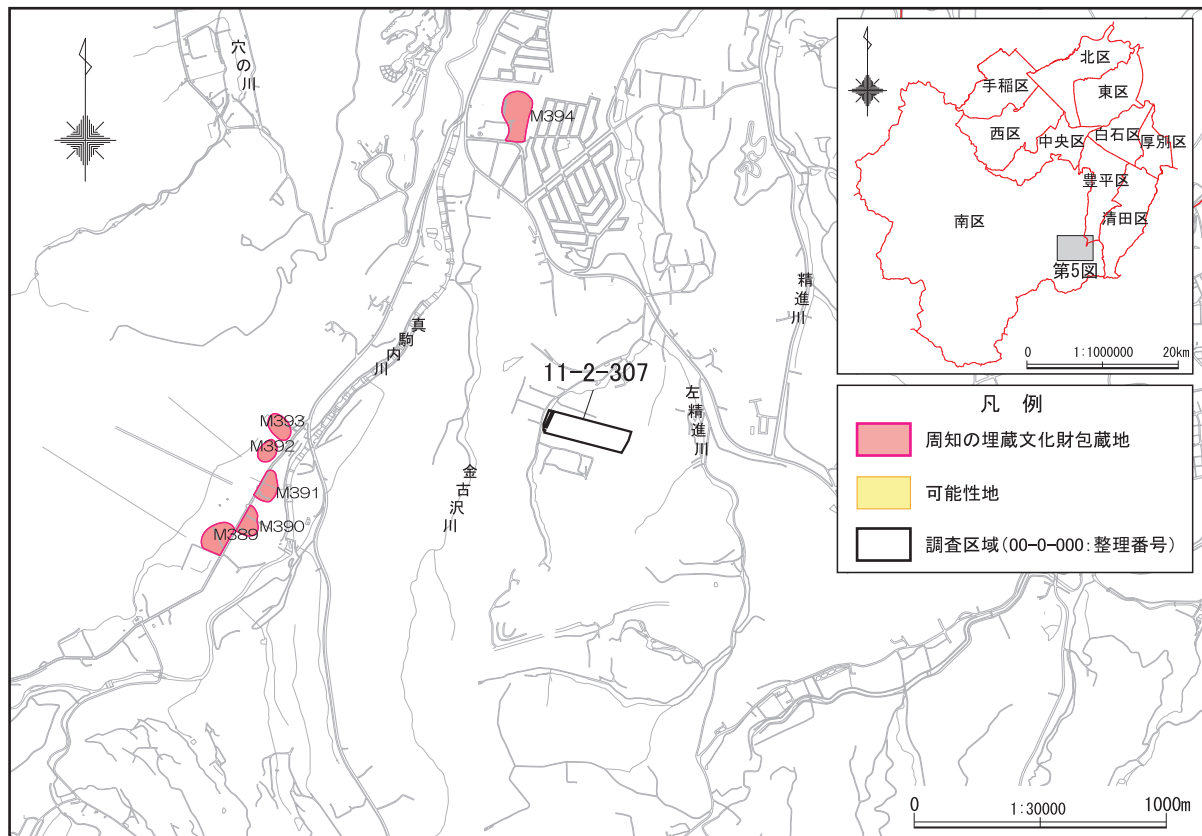 穴の川
M394
精進川
真駒内川
11-2-307
左精進川
金古沢川
M393
M392
M391
M390
M389
北区
手稲区
東区
西区
中央区
白石区
厚別区
豊平区
清田区
南区
第5図
0 1:1000000 20km
凡 例
周知の埋蔵文化財包蔵地
可能性地
調査区域(00-0-000:整理番号)
0 1:30000 1000m